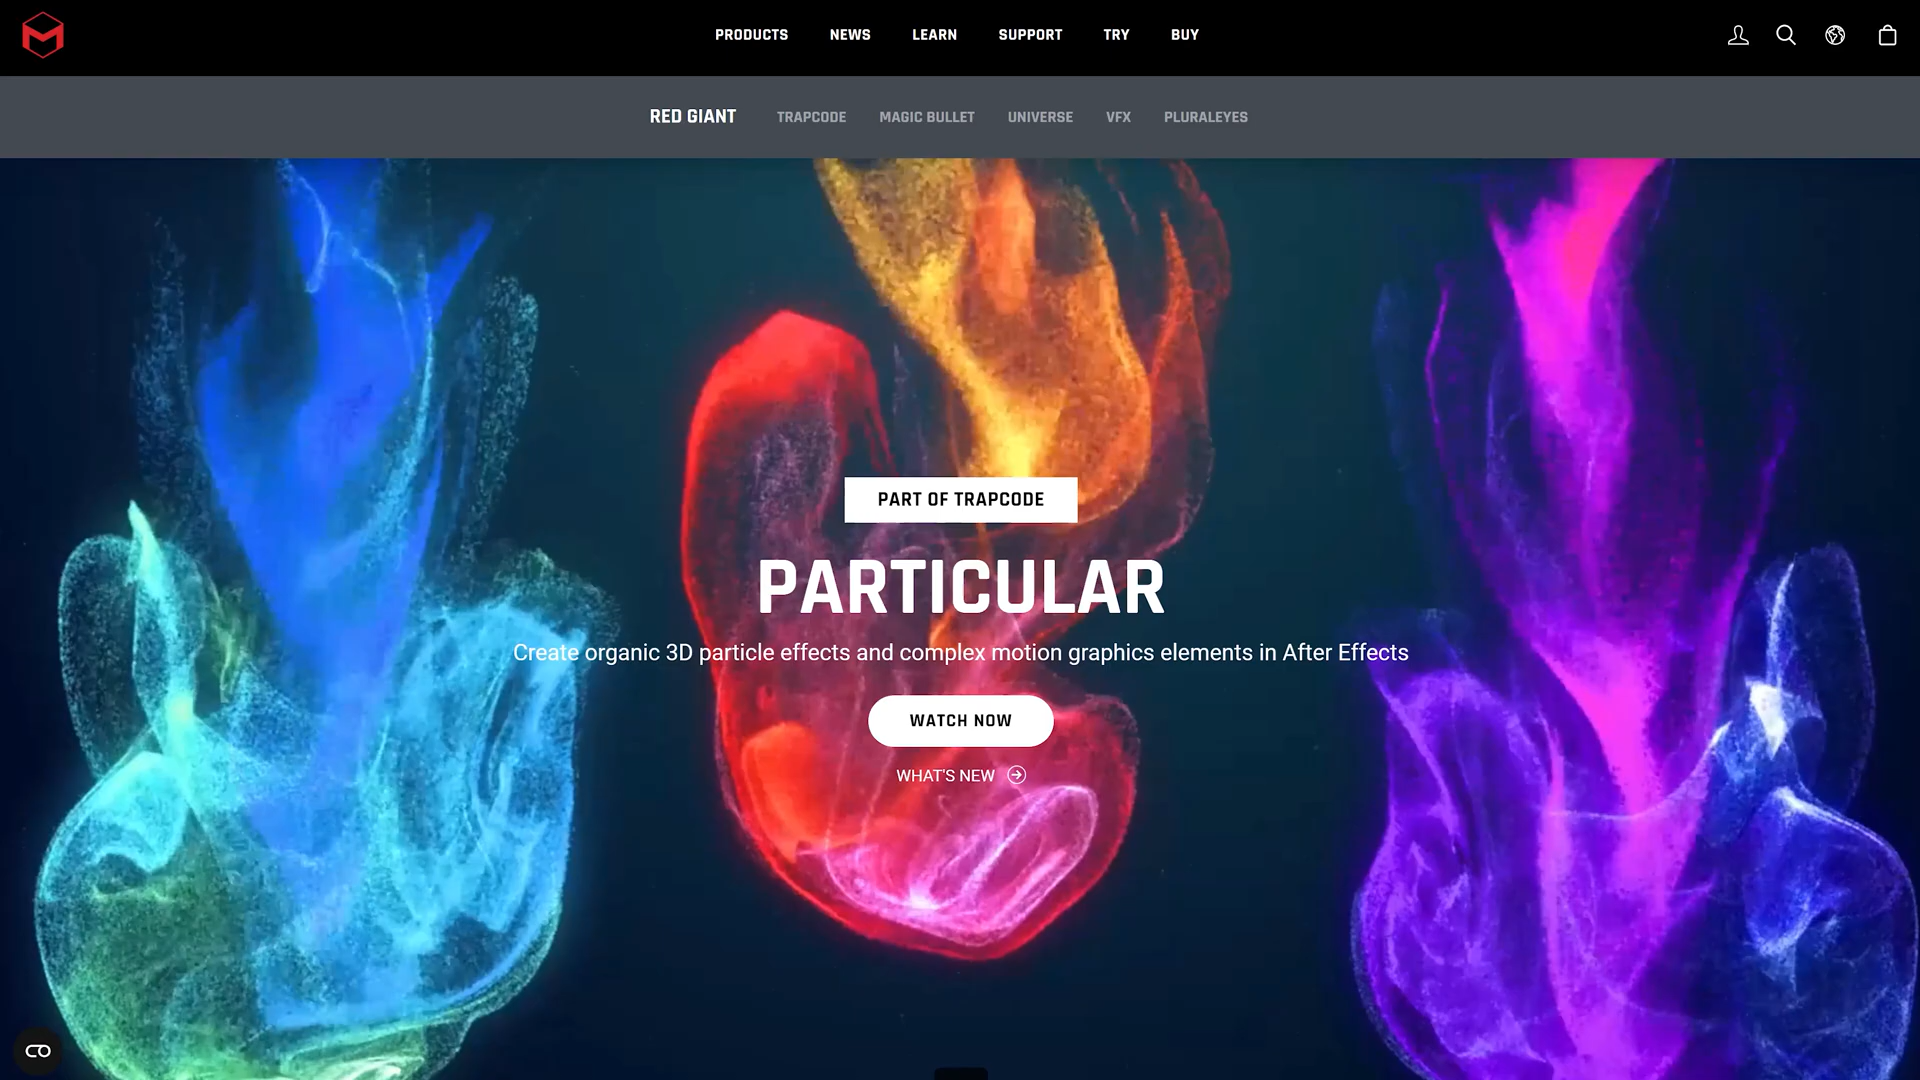 PRODUCTS NEWS LEARN SUPPORT TRY BUY
RED GIANT TRAPCODE MAGIC BULLET UNIVERSE VFX PLURALEYES
PART OF TRAPCODE
PARTICULAR
Create organic 3D particle effects and complex motion graphics elements in After Effects
WATCH NOW
WHAT'S NEW